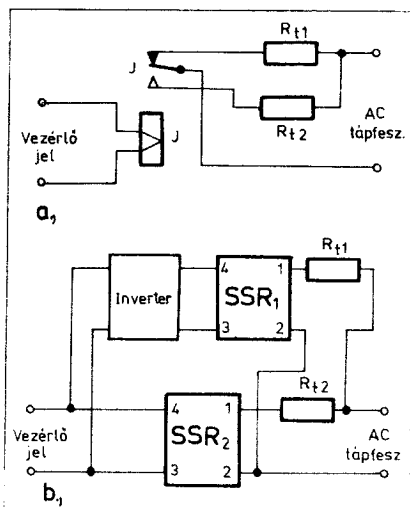 Rt1
J
Rt2
AC
tápfesz.
Vezérlő
jel
J
a,
Rt1
4
1
Inverter
SSR1
3
2
Rt2
4
1
Vezérlő
jel
SSR2
AC
tápfesz
3
2
b,